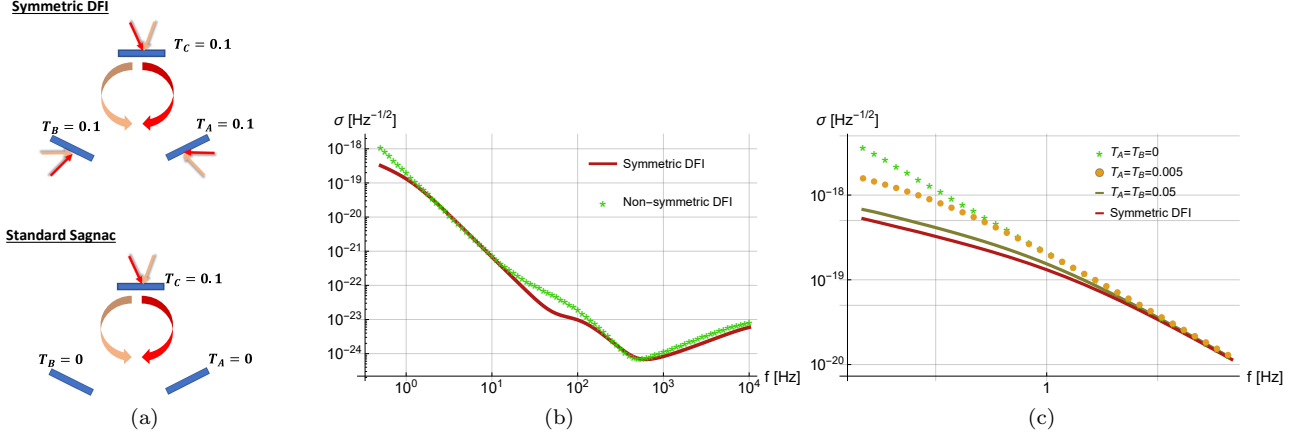 Symmetric DFI
T_C = 0.1
T_B = 0.1
T_A = 0.1
Standard Sagnac
T_C = 0.1
T_B = 0
T_A = 0
(a)
σ [Hz^{-1/2}]
10^{-18}
10^{-19}
10^{-20}
10^{-21}
10^{-22}
10^{-23}
10^{-24}
Symmetric DFI
Non-symmetric DFI
10^0 10^1 10^2 10^3 10^4
f [Hz]
(b)
σ [Hz^{-1/2}]
10^{-18}
10^{-19}
10^{-20}
T_A=T_B=0
T_A=T_B=0.005
T_A=T_B=0.05
Symmetric DFI
1
f [Hz]
(c)